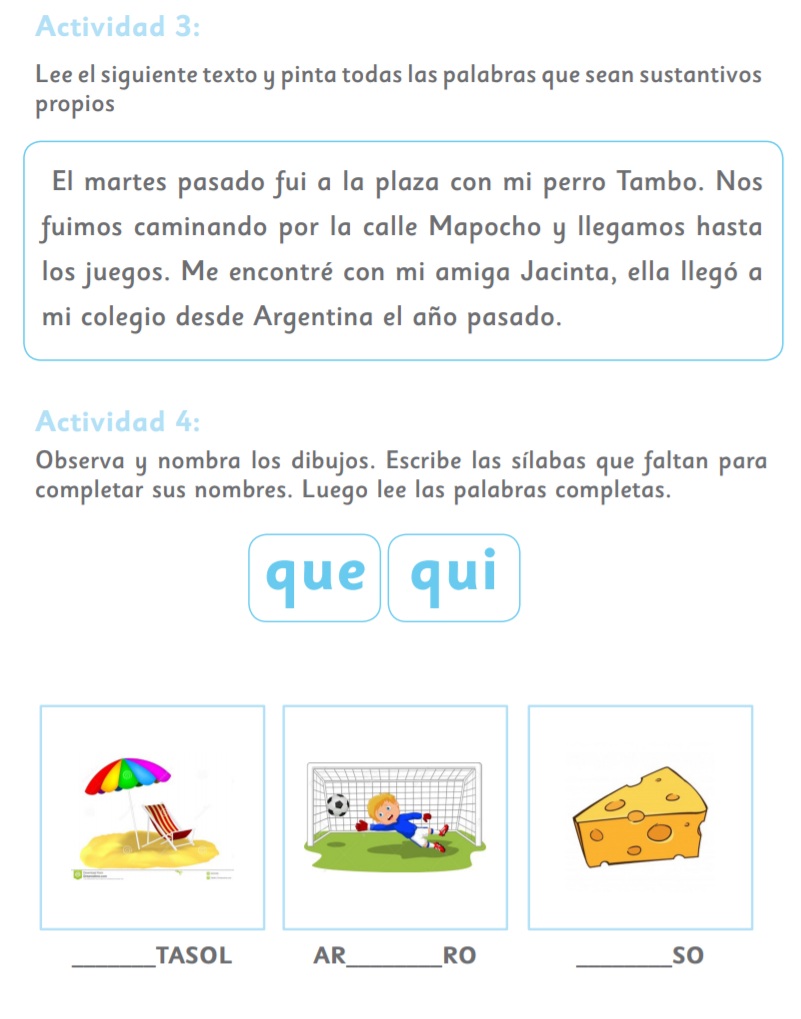 Actividad 3:
Lee el siguiente texto y pinta todas las palabras que sean sustantivos
propios
El martes pasado fui a la plaza con mi perro Tambo. Nos
fuimos caminando por la calle Mapocho y llegamos hasta
los juegos. Me encontré con mi amiga Jacinta, ella llegó a
mi colegio desde Argentina el año pasado.
Actividad 4:
Observa y nombra los dibujos. Escribe las sílabas que faltan para
completar sus nombres. Luego lee las palabras completas.
que qui
_______TASOL AR________RO ________SO